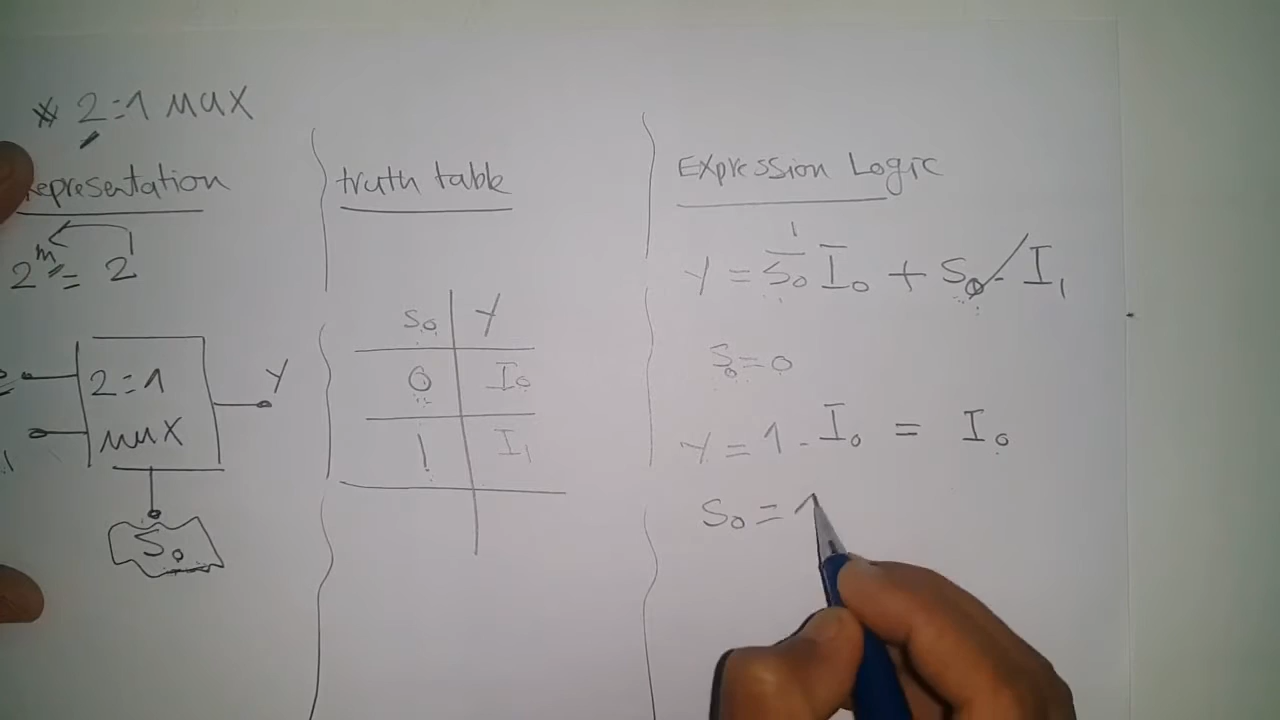 * 2:1 MUX
Representation
2^m = 2
2:1
MUX
Y
S₀
truth table
S₀ Y
0 I₀
1 I₁
Expression Logic
1
Y = S̅₀ I₀ + S₀ . I₁
S₀ = 0
Y = 1 . I₀ = I₀
S₀ = 1